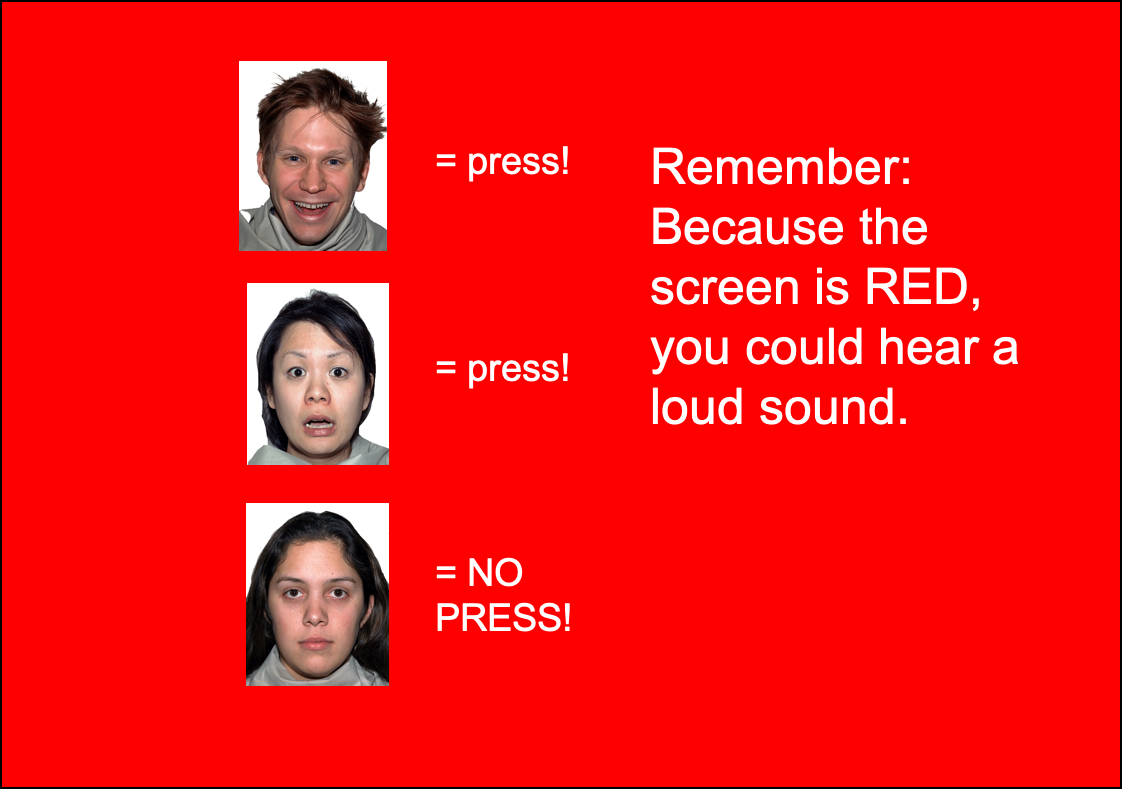 = press!
= press!
= NO
PRESS!
Remember:
Because the
screen is RED,
you could hear a
loud sound.